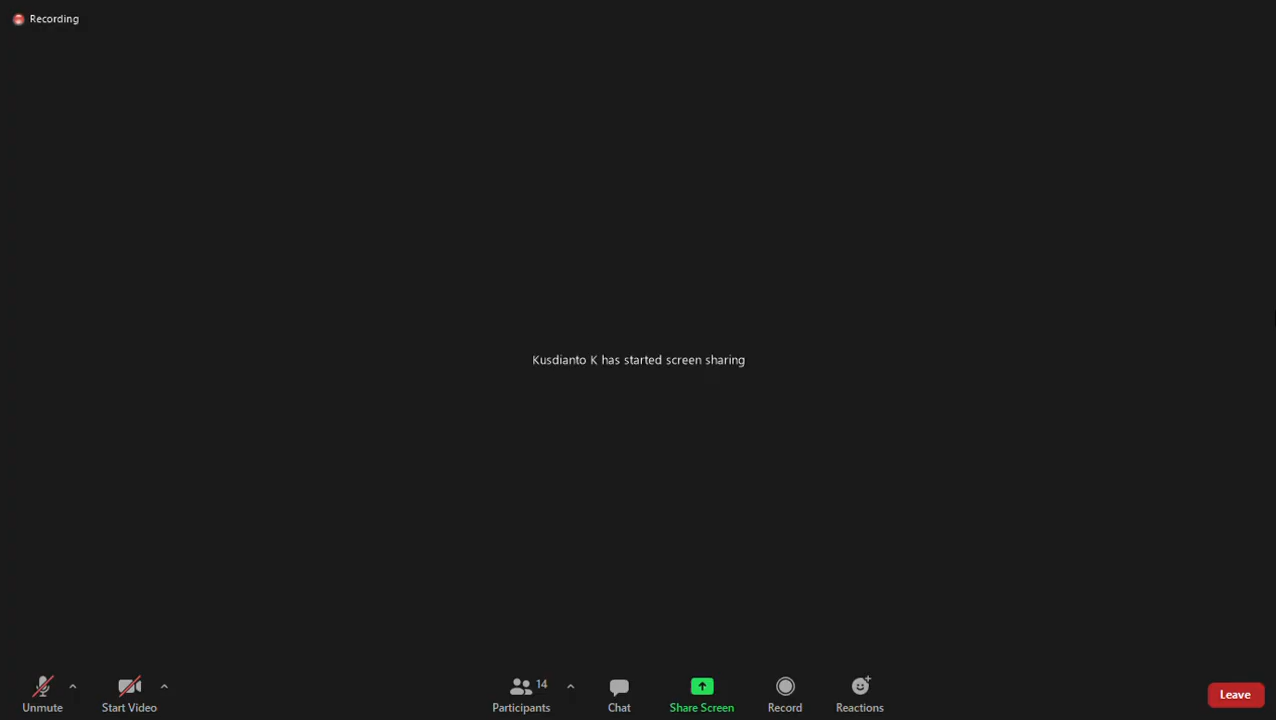 Recording
Kusdianto K has started screen sharing
14
Unmute
Start Video
Participants
Chat
Share Screen
Record
Reactions
Leave